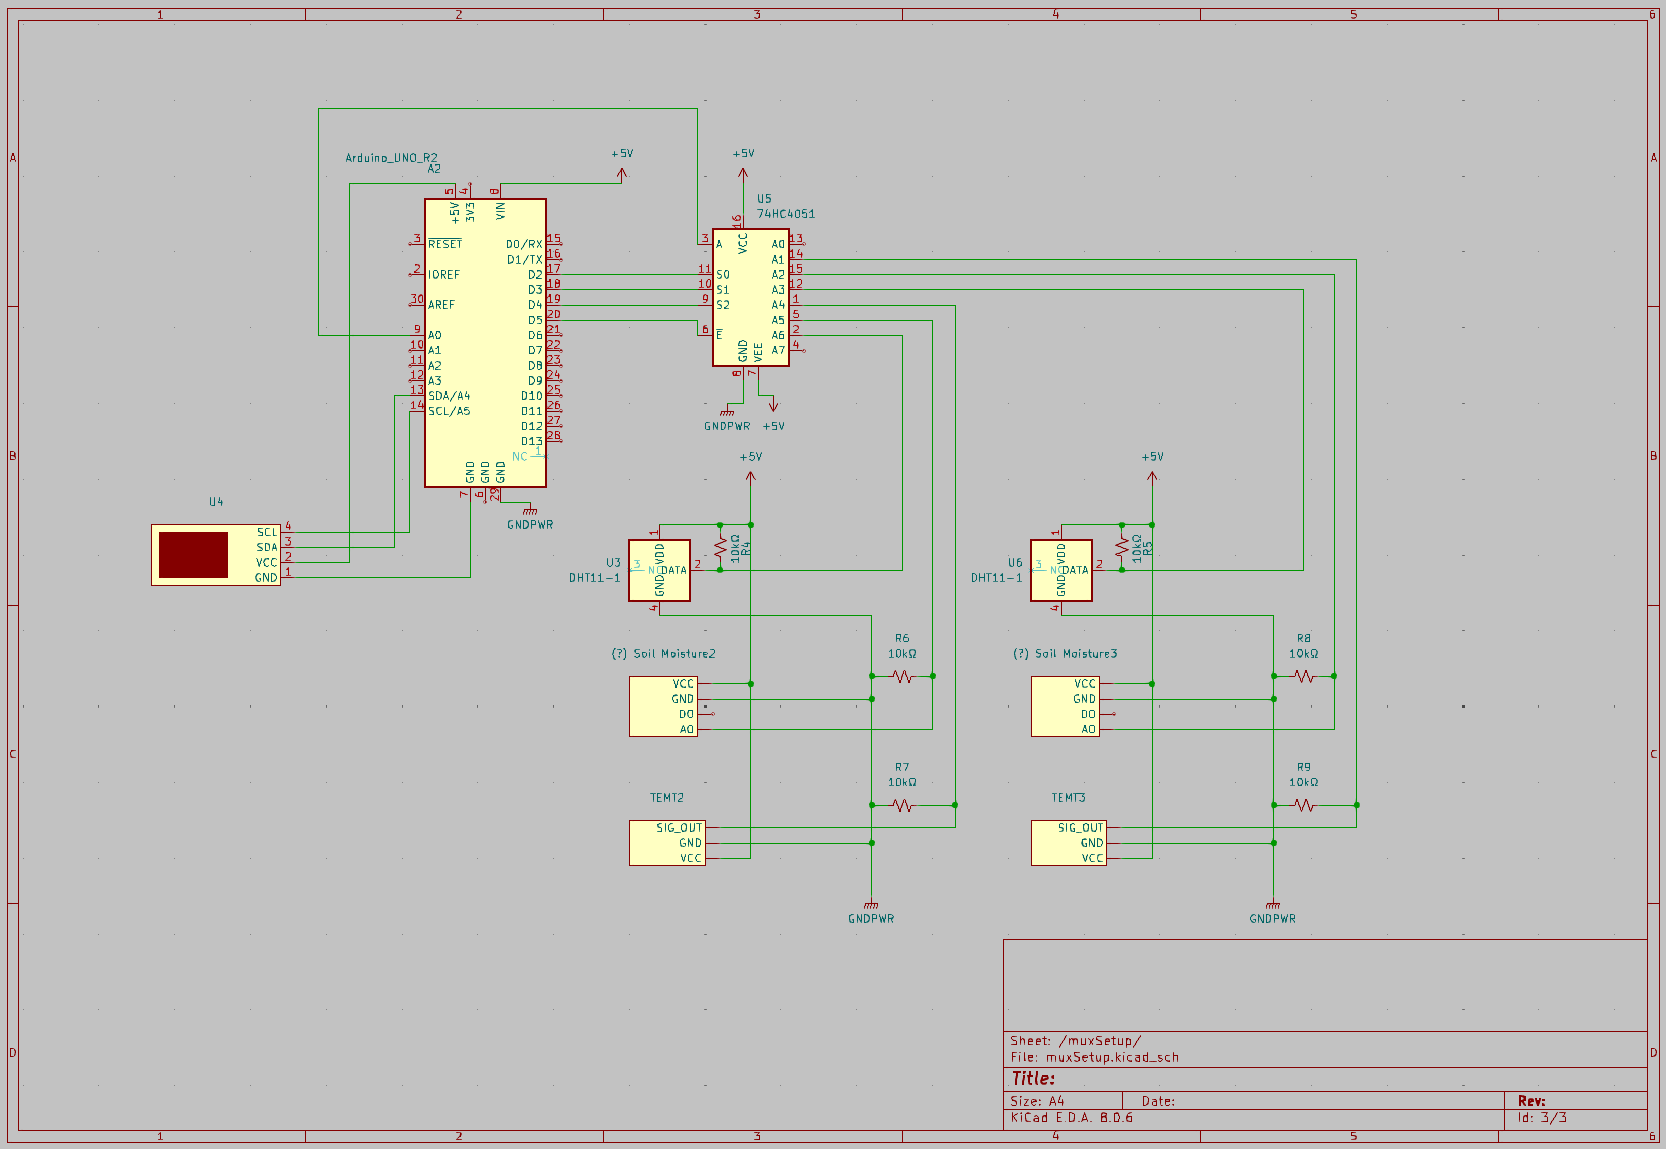 1 2 3 4 5 6
A A
B B
C C
D D
1 2 3 4 5 6
Arduino_UNO_R2
A2
+5V
5 +5V
4 3V3
8 VIN
3 RESET
2 IOREF
30 AREF
9 A0
10 A1
11 A2
12 A3
13 SDA/A4
14 SCL/A5
D0/RX 15
D1/TX 16
D2 17
D3 18
D4 19
D5 20
D6 21
D7 22
D8 23
D9 24
D10 25
D11 26
D12 27
D13 28
NC 1
GND 7
GND 6
GND 29
GNDPWR
+5V
U5
74HC4051
16 VCC
3 A
11 S0
10 S1
9 S2
6 E
A0 13
A1 14
A2 15
A3 12
A4 1
A5 5
A6 2
A7 4
GND 8
VEE 7
GNDPWR
+5V
U4
SCL 4
SDA 3
VCC 2
GND 1
+5V
U3
DHT11-1
1 VDD
3 NC
DATA 2
GND 4
10kΩ
R4
(?) Soil Moisture2
VCC
GND
DO
AO
R6
10kΩ
R7
10kΩ
TEMT2
SIG_OUT
GND
VCC
GNDPWR
+5V
U6
DHT11-1
1 VDD
3 NC
DATA 2
GND 4
10kΩ
R5
(?) Soil Moisture3
VCC
GND
DO
AO
R8
10kΩ
R9
10kΩ
TEMT3
SIG_OUT
GND
VCC
GNDPWR
Sheet: /muxSetup/
File: muxSetup.kicad_sch
Title:
Size: A4 Date: Rev:
KiCad E.D.A. 8.0.6 Id: 3/3